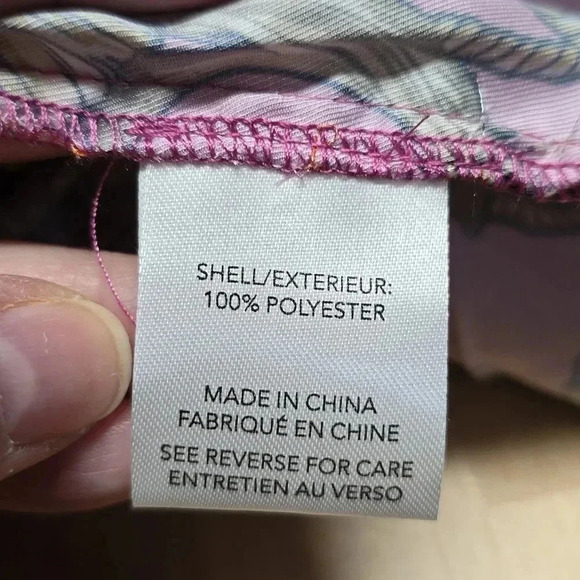 SHELL/EXTERIEUR:
100% POLYESTER
MADE IN CHINA
FABRIQUÉ EN CHINE
SEE REVERSE FOR CARE
ENTRETIEN AU VERSO